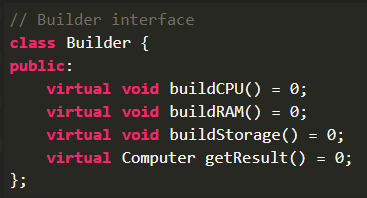 // Builder interface
class Builder {
public:
    virtual void buildCPU() = 0;
    virtual void buildRAM() = 0;
    virtual void buildStorage() = 0;
    virtual Computer getResult() = 0;
};